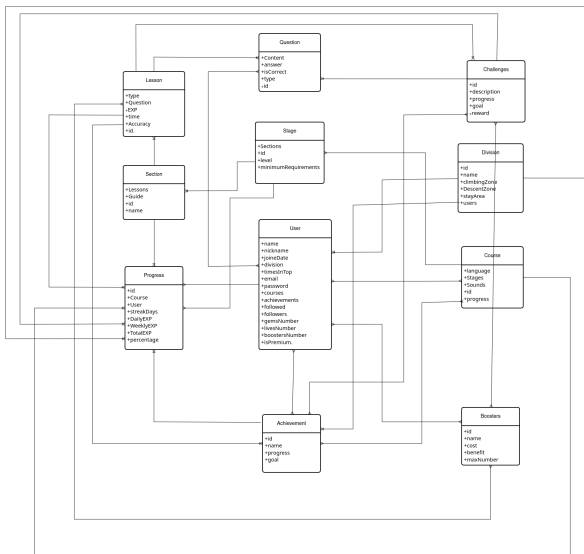 Question
+Content
+answer
+isCorrect
+type
+id
Lesson
+type
+Question
+EXP
+time
+Accuracy
+id.
Challenges
+id
+description
+progress
+goal
+reward
Stage
+Sections
+id
+level
+minimumRequirements
Division
+id
+name
+climbingZone
+DescentZone
+stayArea
+users
Section
+Lessons
+Guide
+id
+name
User
+name
+nickname
+joineDate
+division
+timesInTop
+email
+password
+courses
+achievements
+followed
+followers
+gemsNumber
+livesNumber
+boostersNumber
+isPremium.
Course
+language
+Stages
+Sounds
+id
+progress
Progress
+id
+Course
+User
+streakDays
+DailyEXP
+WeeklyEXP
+TotalEXP
+percentage
Achievement
+id
+name
+progress
+goal
Boosters
+id
+name
+cost
+benefit
+maxNumber